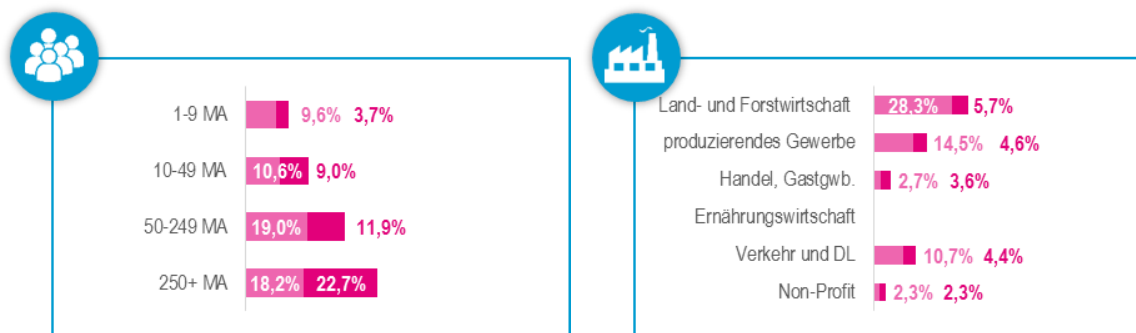 1-9 MA 9,6% 3,7%
10-49 MA 10,6% 9,0%
50-249 MA 19,0% 11,9%
250+ MA 18,2% 22,7%
Land- und Forstwirtschaft 28,3% 5,7%
produzierendes Gewerbe 14,5% 4,6%
Handel, Gastgwb. 2,7% 3,6%
Ernährungswirtschaft
Verkehr und DL 10,7% 4,4%
Non-Profit 2,3% 2,3%